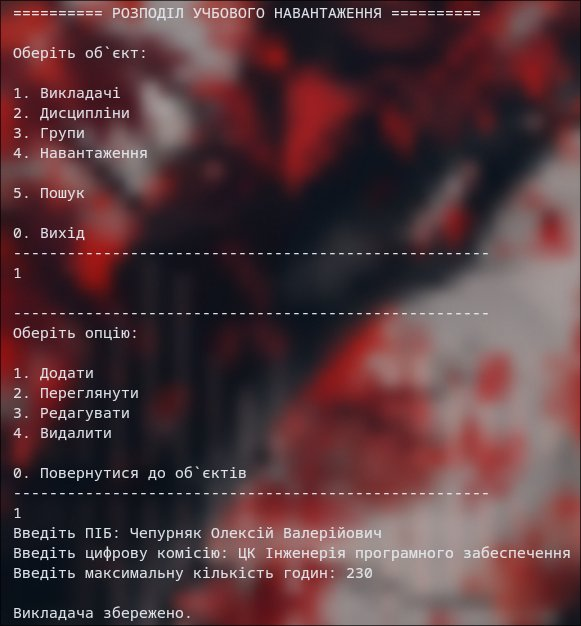 ========== РОЗПОДІЛ УЧБОВОГО НАВАНТАЖЕННЯ ==========
Оберіть об`єкт:
1. Викладачі
2. Дисципліни
3. Групи
4. Навантаження
5. Пошук
0. Вихід
-----------------------------------------------------
1
-----------------------------------------------------
Оберіть опцію:
1. Додати
2. Переглянути
3. Редагувати
4. Видалити
0. Повернутися до об`єктів
-----------------------------------------------------
1
Введіть ПІБ: Чепурняк Олексій Валерійович
Введіть цифрову комісію: ЦК Інженерія програмного забеспечення
Введіть максимальну кількість годин: 230
Викладача збережено.